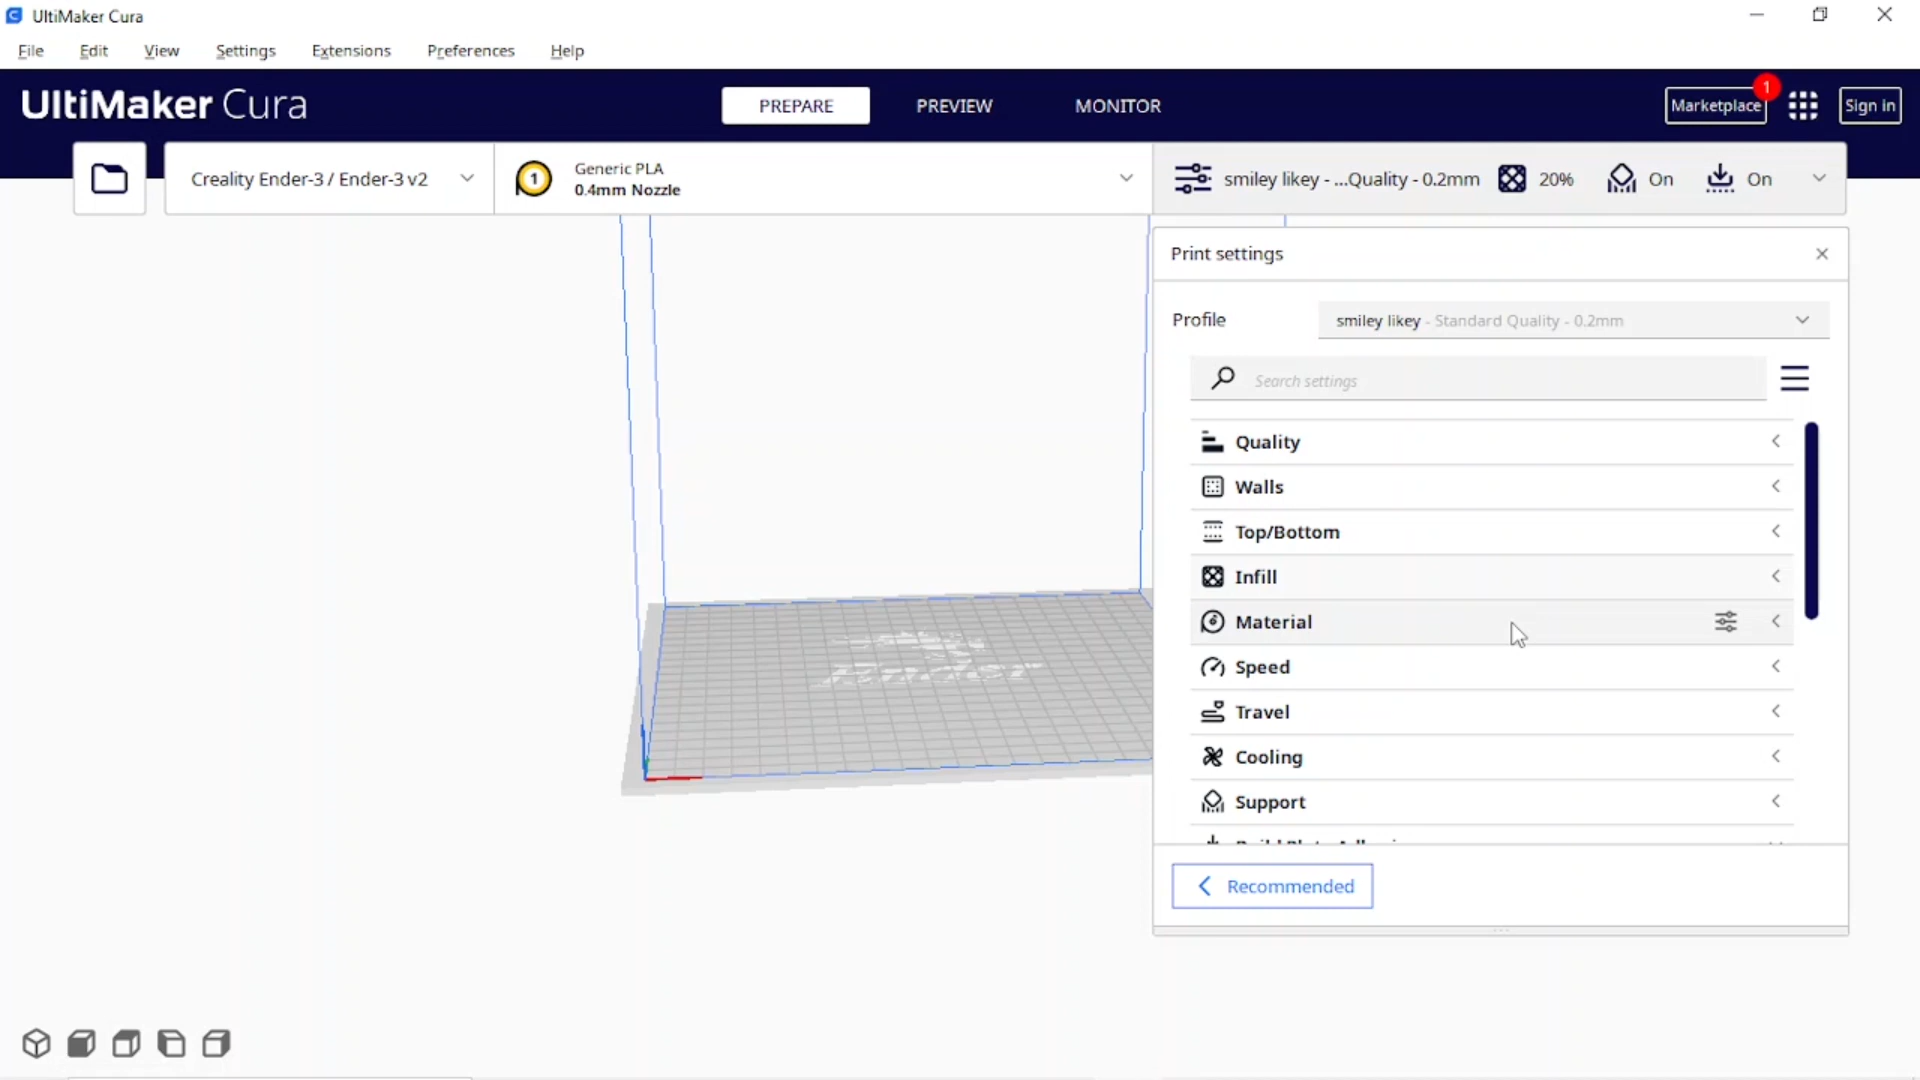 UltiMaker Cura
File Edit View Settings Extensions Preferences Help
UltiMaker Cura
PREPARE PREVIEW MONITOR
Marketplace 1 Sign in
Creality Ender-3 / Ender-3 v2
1 Generic PLA
0.4mm Nozzle
smiley likey - ...Quality - 0.2mm 20% On On
Print settings
Profile smiley likey - Standard Quality - 0.2mm
Search settings
Quality
Walls
Top/Bottom
Infill
Material
Speed
Travel
Cooling
Support
Recommended
Ender